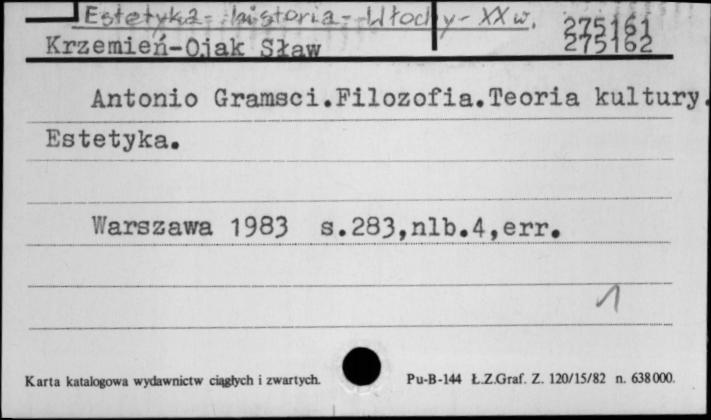 Estetyka - historia - Włochy - XX w.
275161
Krzemień-Ojak Sław
275162
Antonio Gramsci.Filozofia.Teoria kultury.
Estetyka.
Warszawa 1983 s.283,nlb.4,err.
1
Karta katalogowa wydawnictw ciągłych i zwartych.
Pu-B-144 Ł.Z.Graf. Z. 120/15/82 n. 638000.